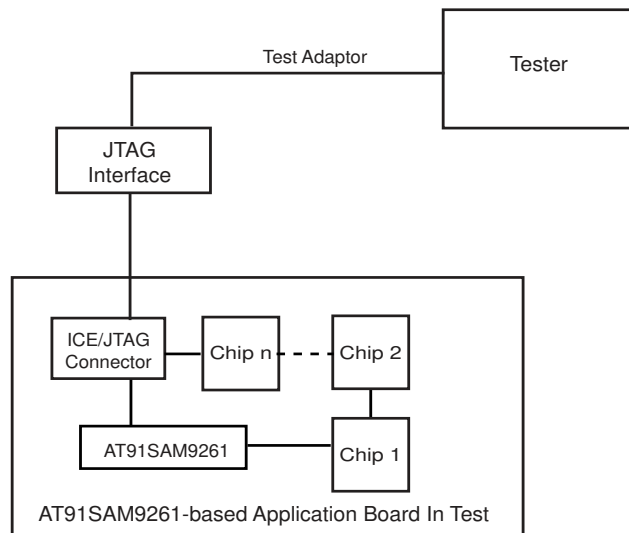 Test Adaptor
Tester
JTAG
Interface
ICE/JTAG
Connector
Chip n
Chip 2
AT91SAM9261
Chip 1
AT91SAM9261-based Application Board In Test